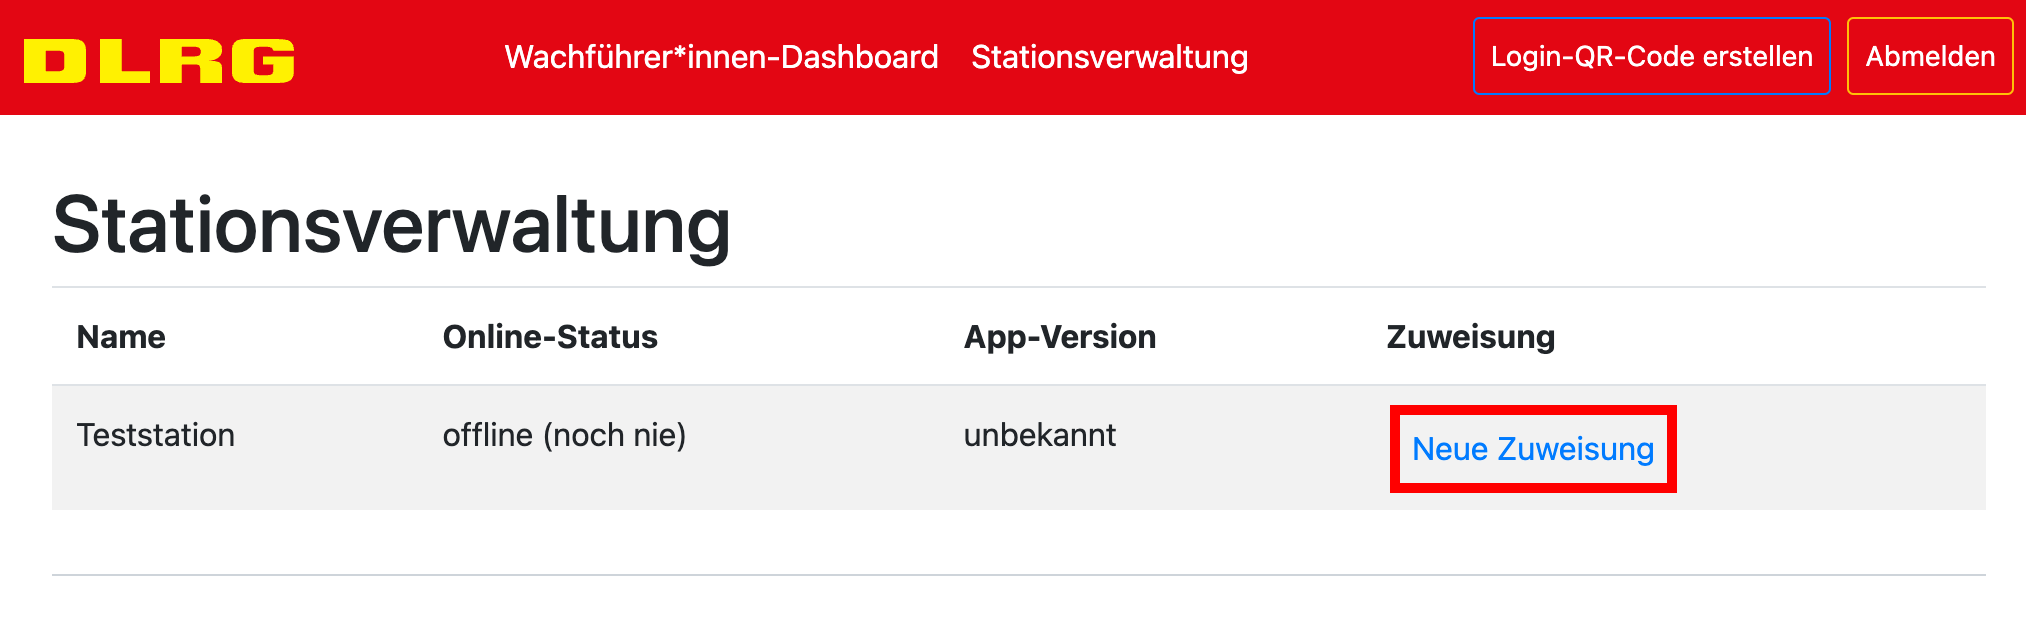 DLRG Wachführer*innen-Dashboard Stationsverwaltung Login-QR-Code erstellen Abmelden
Stationsverwaltung
Name Online-Status App-Version Zuweisung
Teststation offline (noch nie) unbekannt Neue Zuweisung